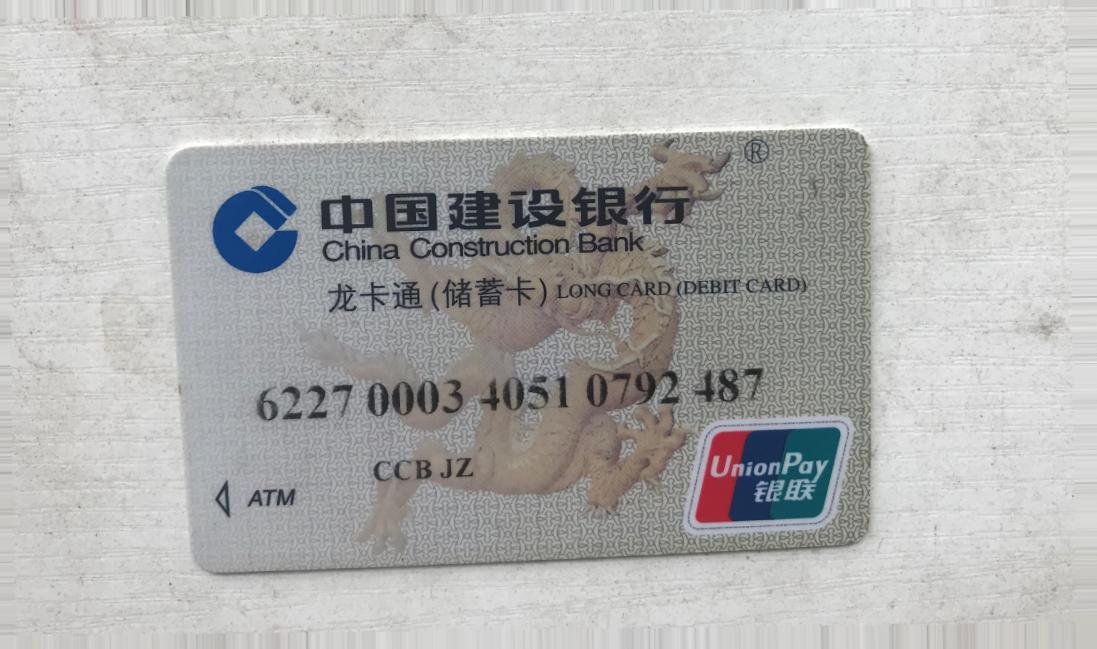 ®
中国建设银行
China Construction Bank
龙卡通(储蓄卡) LONG CARD (DEBIT CARD)
6227 0003 4051 0792 487
CCB JZ
ATM
UnionPay
银联